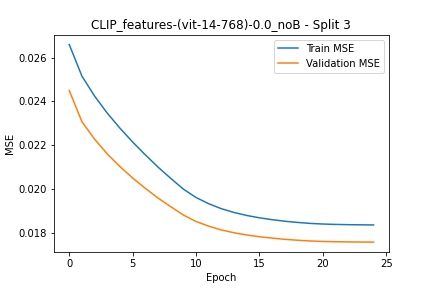 CLIP_features-(vit-14-768)-0.0_noB - Split 3
Train MSE
Validation MSE
0.026
0.024
0.022
0.020
0.018
MSE
0 5 10 15 20 25
Epoch